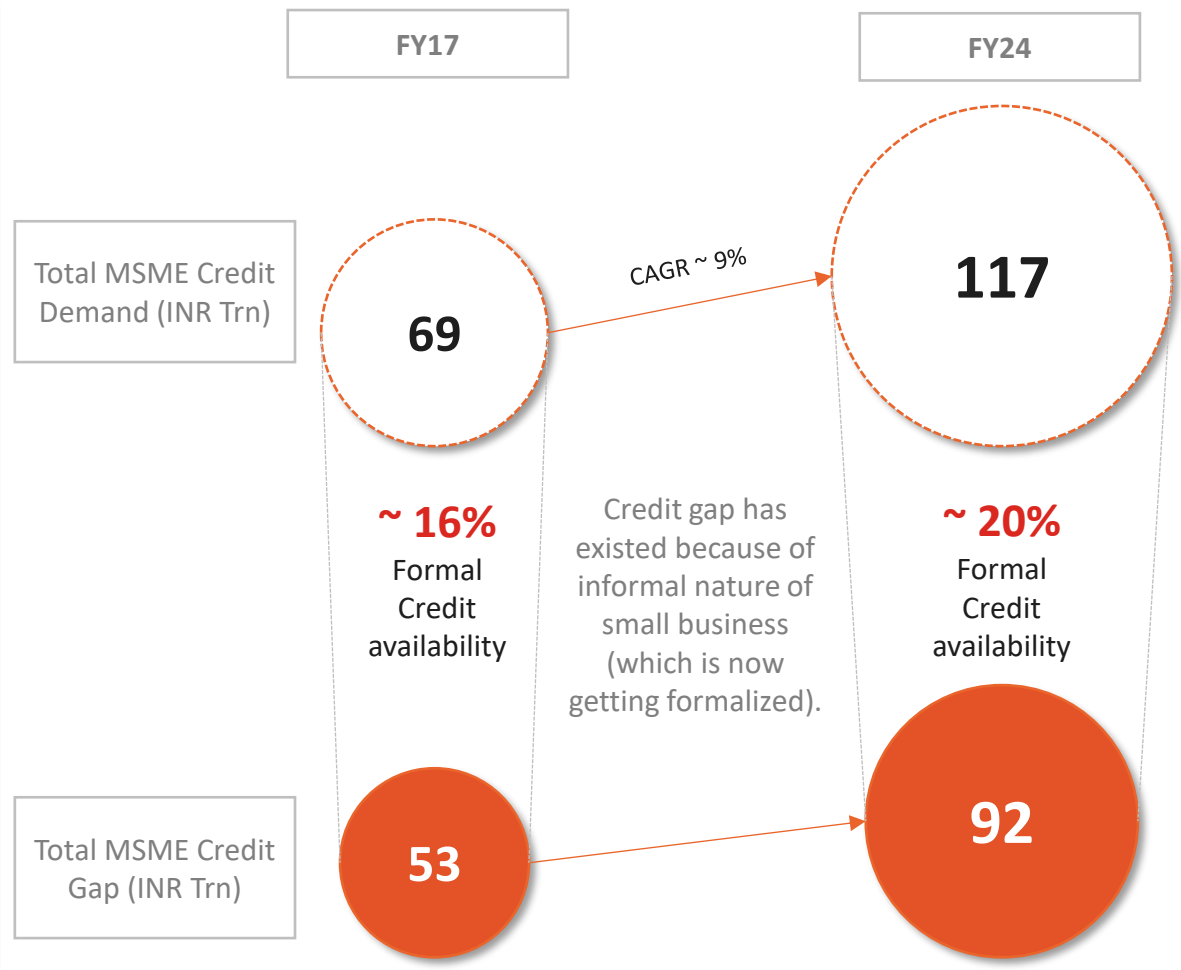 FY17
FY24
Total MSME Credit
Demand (INR Trn)
69
CAGR ~ 9%
117
~ 16%
Formal
Credit
availability
Credit gap has
existed because of
informal nature of
small business
(which is now
getting formalized).
~ 20%
Formal
Credit
availability
Total MSME Credit
Gap (INR Trn)
53
92